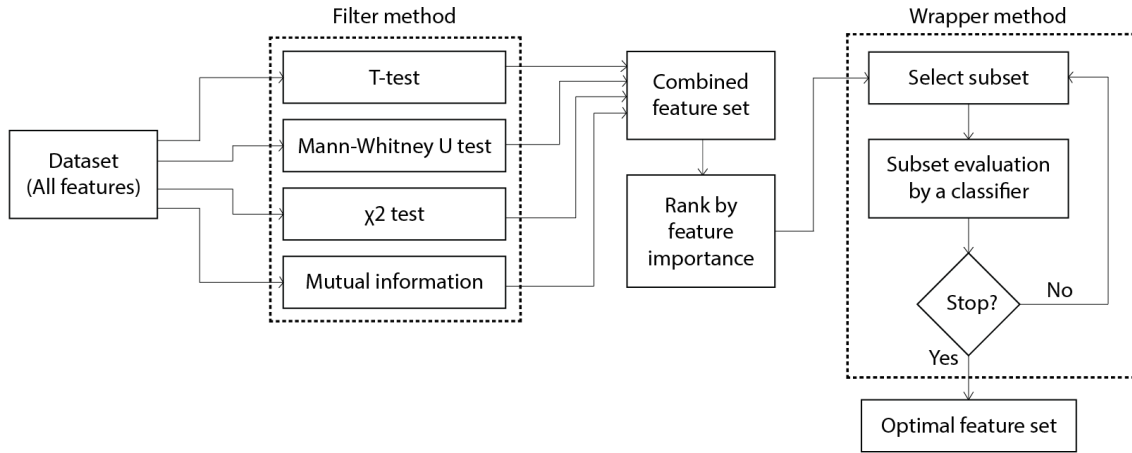 Filter method
Wrapper method
Dataset
(All features)
T-test
Mann-Whitney U test
χ2 test
Mutual information
Combined
feature set
Rank by
feature
importance
Select subset
Subset evaluation
by a classifier
Stop?
No
Yes
Optimal feature set